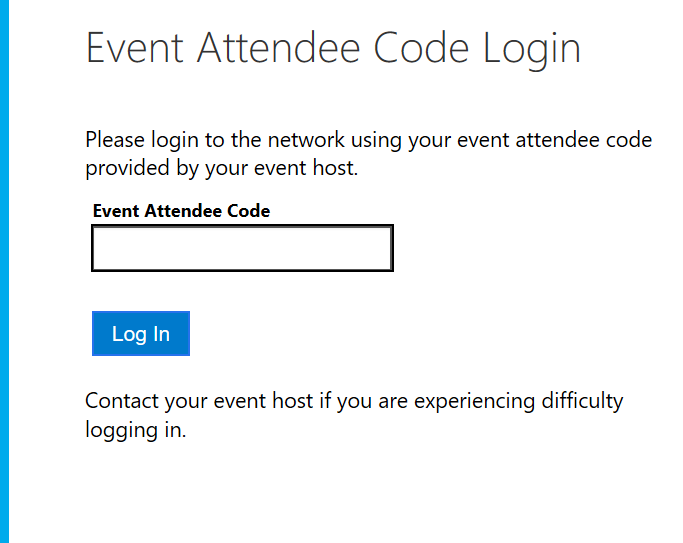 Event Attendee Code Login
Please login to the network using your event attendee code
provided by your event host.
Event Attendee Code
Log In
Contact your event host if you are experiencing difficulty
logging in.